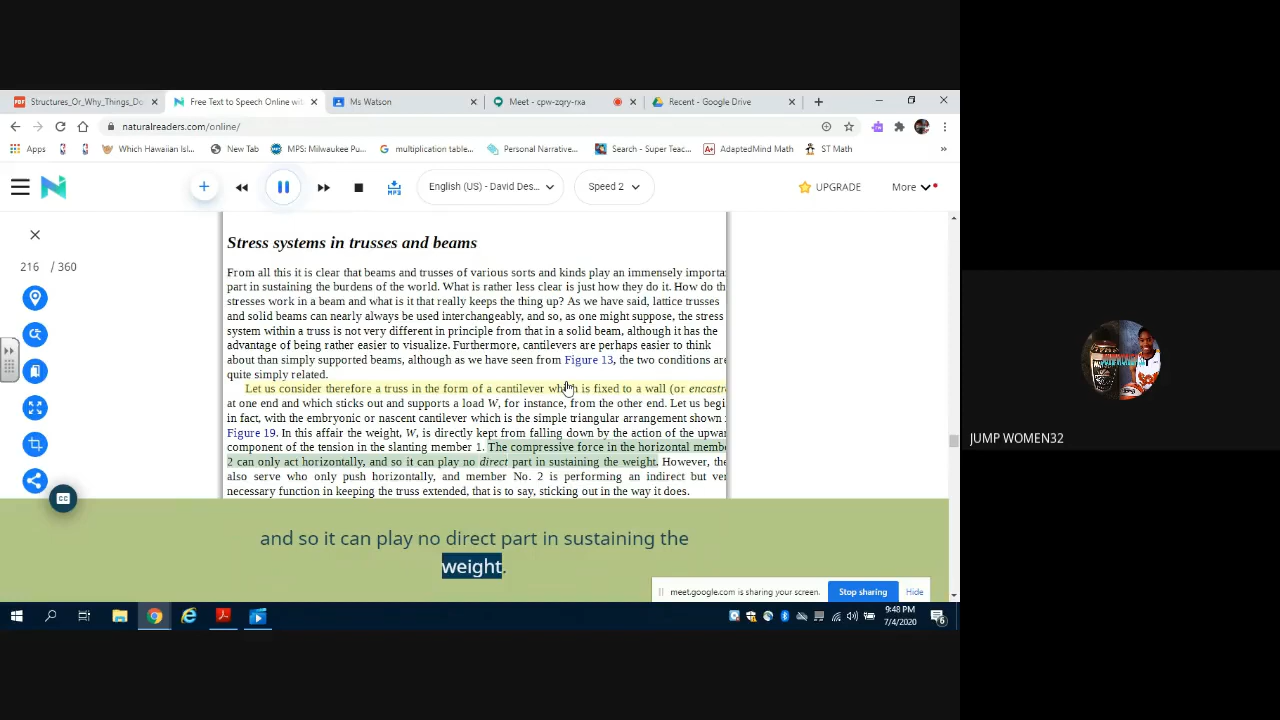 Structures_Or_Why_Things_Do
Free Text to Speech Online wit
Ms Watson
Meet - cpw-zqry-rxa
Recent - Google Drive
naturalreaders.com/online/
Apps
Which Hawaiian Isl...
New Tab
MPS: Milwaukee Pu...
multiplication table...
Personal Narrative...
Search - Super Teac...
AdaptedMind Math
ST Math
»
MP3
English (US) - David Des...
Speed 2
UPGRADE
More
216 / 360
Stress systems in trusses and beams
From all this it is clear that beams and trusses of various sorts and kinds play an immensely importa
part in sustaining the burdens of the world. What is rather less clear is just how they do it. How do th
stresses work in a beam and what is it that really keeps the thing up? As we have said, lattice trusses
and solid beams can nearly always be used interchangeably, and so, as one might suppose, the stress
system within a truss is not very different in principle from that in a solid beam, although it has the
advantage of being rather easier to visualize. Furthermore, cantilevers are perhaps easier to think
about than simply supported beams, although as we have seen from Figure 13, the two conditions are
quite simply related.
Let us consider therefore a truss in the form of a cantilever which is fixed to a wall (or encastre
at one end and which sticks out and supports a load W, for instance, from the other end. Let us begi
in fact, with the embryonic or nascent cantilever which is the simple triangular arrangement shown
Figure 19. In this affair the weight, W, is directly kept from falling down by the action of the upwar
component of the tension in the slanting member 1. The compressive force in the horizontal membe
2 can only act horizontally, and so it can play no direct part in sustaining the weight. However, the
also serve who only push horizontally, and member No. 2 is performing an indirect but ver
necessary function in keeping the truss extended, that is to say, sticking out in the way it does.
CC
and so it can play no direct part in sustaining the
weight.
meet.google.com is sharing your screen.
Stop sharing
Hide
9:48 PM
7/4/2020
6
JUMP WOMEN32